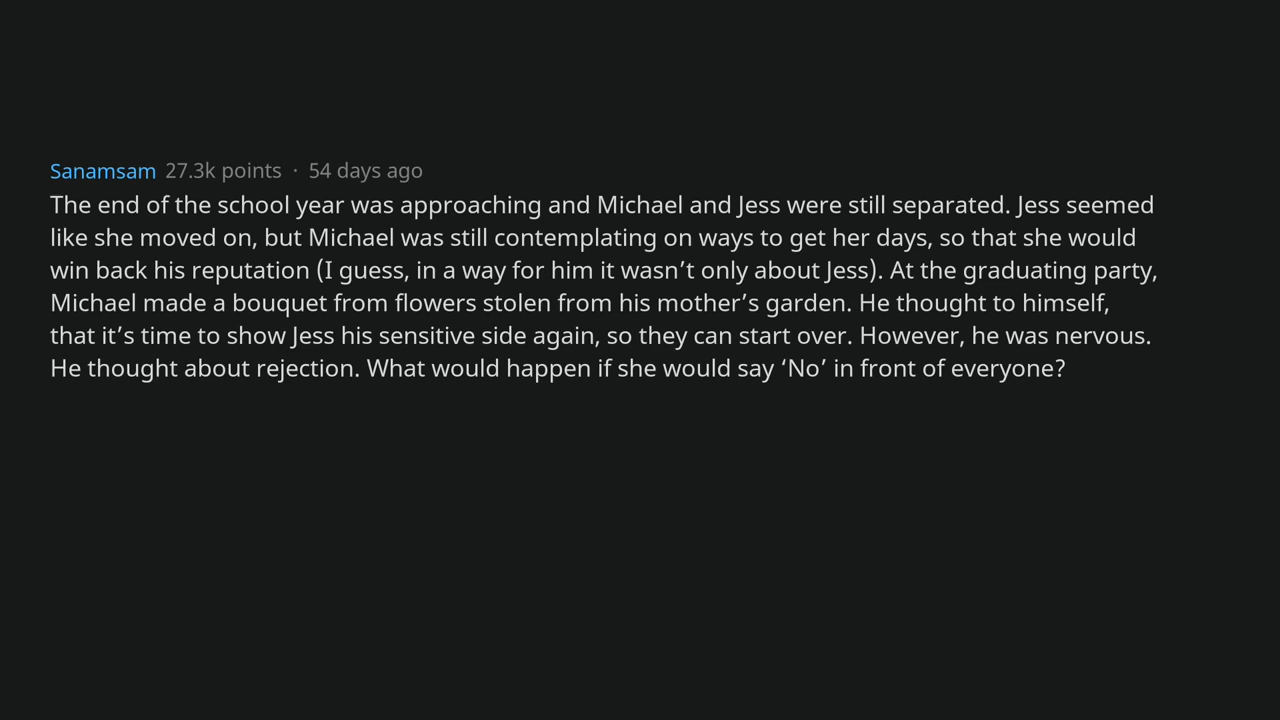 Sanamsam 27.3k points · 54 days ago
The end of the school year was approaching and Michael and Jess were still separated. Jess seemed
like she moved on, but Michael was still contemplating on ways to get her days, so that she would
win back his reputation (I guess, in a way for him it wasn’t only about Jess). At the graduating party,
Michael made a bouquet from flowers stolen from his mother’s garden. He thought to himself,
that it’s time to show Jess his sensitive side again, so they can start over. However, he was nervous.
He thought about rejection. What would happen if she would say ‘No’ in front of everyone?